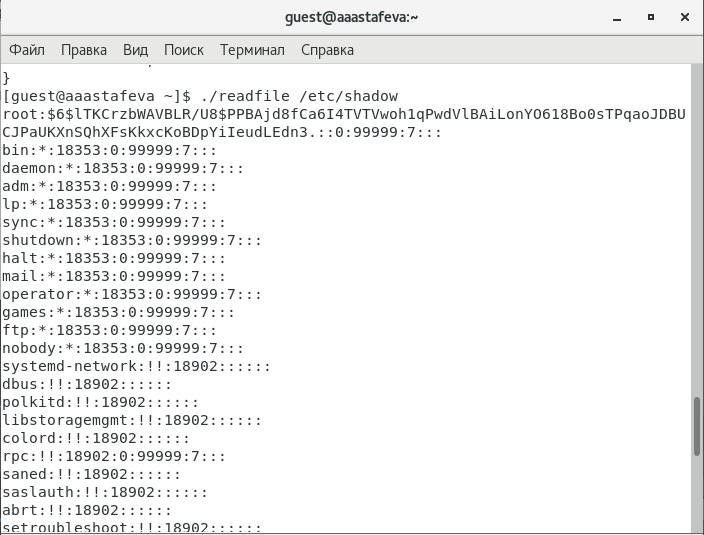 guest@aaastafeva:~
Файл Правка Вид Поиск Терминал Справка
}
[guest@aaastafeva ~]$ ./readfile /etc/shadow
root:$6$lTKCrzbWAVBLR/U8$PPBAjd8fCa6I4TVTVwoh1qPwdVlBAiLonYO618Bo0sTPqaoJDBU
CJPaUKXnSQhXFsKkxcKoBDpYiIeudLEdn3.::0:99999:7:::
bin:*:18353:0:99999:7:::
daemon:*:18353:0:99999:7:::
adm:*:18353:0:99999:7:::
lp:*:18353:0:99999:7:::
sync:*:18353:0:99999:7:::
shutdown:*:18353:0:99999:7:::
halt:*:18353:0:99999:7:::
mail:*:18353:0:99999:7:::
operator:*:18353:0:99999:7:::
games:*:18353:0:99999:7:::
ftp:*:18353:0:99999:7:::
nobody:*:18353:0:99999:7:::
systemd-network:!!:18902::::::
dbus:!!:18902::::::
polkitd:!!:18902::::::
libstoragemgmt:!!:18902::::::
colord:!!:18902::::::
rpc:!!:18902:0:99999:7:::
saned:!!:18902::::::
saslauth:!!:18902::::::
abrt:!!:18902::::::
setroubleshoot:!!:18902::::::